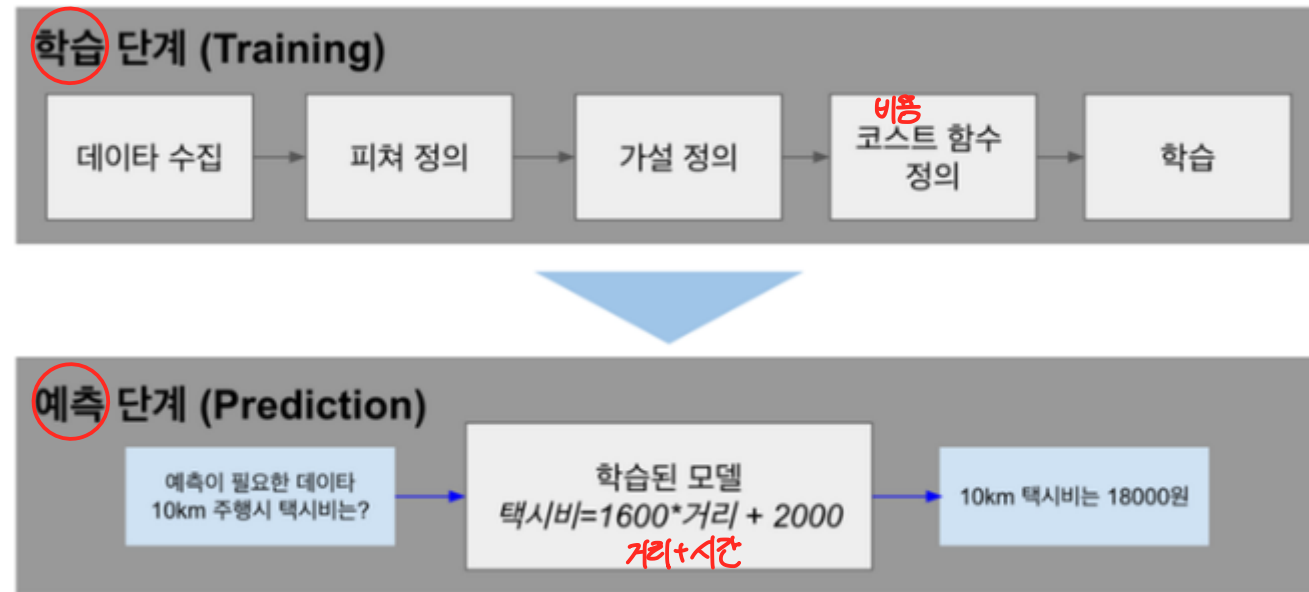 학습 단계 (Training)
데이타 수집
피쳐 정의
가설 정의
비용
코스트 함수
정의
학습
예측 단계 (Prediction)
예측이 필요한 데이타
10km 주행시 택시비는?
학습된 모델
택시비=1600*거리 + 2000
거리+시간
10km 택시비는 18000원